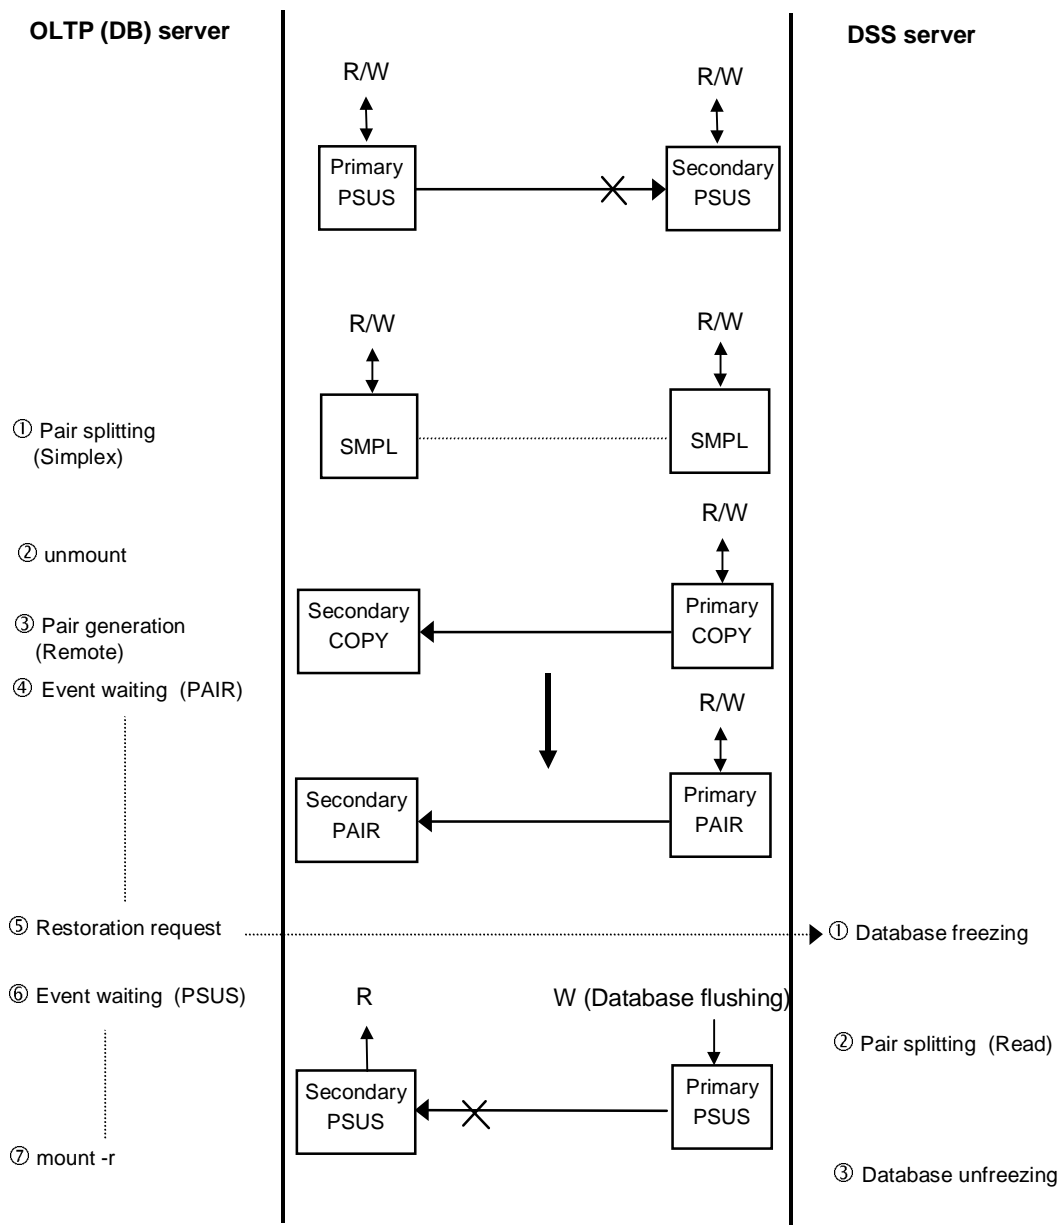 OLTP (DB) server
DSS server
R/W
R/W
Primary
PSUS
Secondary
PSUS
R/W
R/W
① Pair splitting
(Simplex)
SMPL
SMPL
R/W
② unmount
Secondary
COPY
Primary
COPY
③ Pair generation
(Remote)
④ Event waiting (PAIR)
R/W
Secondary
PAIR
Primary
PAIR
⑤ Restoration request
① Database freezing
⑥ Event waiting (PSUS)
R
W (Database flushing)
② Pair splitting (Read)
Secondary
PSUS
Primary
PSUS
⑦ mount -r
③ Database unfreezing